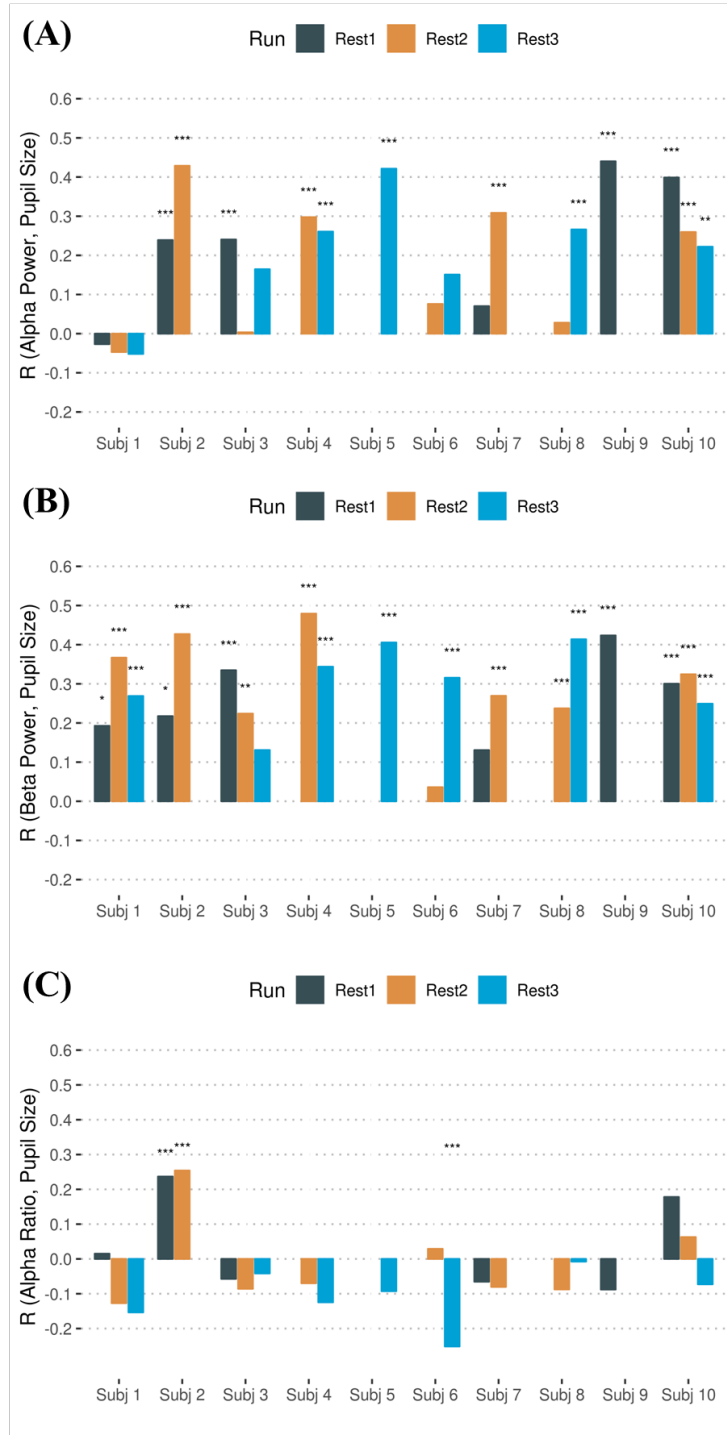 (A)
Run Rest1 Rest2 Rest3
R (Alpha Power, Pupil Size)
0.6
0.5
0.4
0.3
0.2
0.1
0.0
-0.1
-0.2
*** *** *** *** *** *** *** *** *** *** *** **
Subj 1 Subj 2 Subj 3 Subj 4 Subj 5 Subj 6 Subj 7 Subj 8 Subj 9 Subj 10
(B)
Run Rest1 Rest2 Rest3
R (Beta Power, Pupil Size)
0.6
0.5
0.4
0.3
0.2
0.1
0.0
-0.1
-0.2
* *** *** * *** *** ** *** *** *** *** *** *** *** *** *** *** ***
Subj 1 Subj 2 Subj 3 Subj 4 Subj 5 Subj 6 Subj 7 Subj 8 Subj 9 Subj 10
(C)
Run Rest1 Rest2 Rest3
R (Alpha Ratio, Pupil Size)
0.6
0.5
0.4
0.3
0.2
0.1
0.0
-0.1
-0.2
*** *** ***
Subj 1 Subj 2 Subj 3 Subj 4 Subj 5 Subj 6 Subj 7 Subj 8 Subj 9 Subj 10